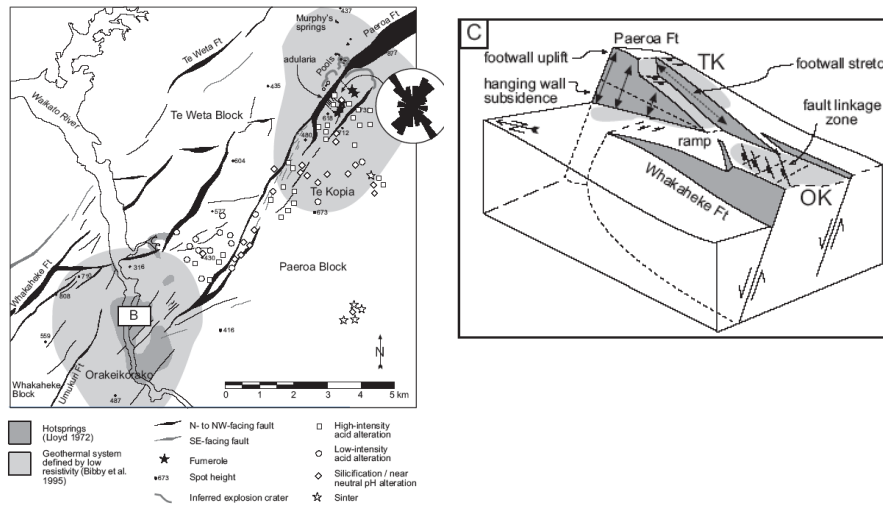 437
Murphy's
springs
Paeroa Ft
677
adularia
Pools
Te Weta Ft
435
Te Weta Block
Waikato River
618
712
480
604
Te Kopia
577
673
430
Paeroa Block
316
Whakaheke Ft
710
808
B
559
416
Orakeikorako
Whakaheke
Block
Umukuri Ft
487
N
0 1 2 3 4 5 km
Hotsprings
(Lloyd 1972)
Geothermal system
defined by low
resistivity (Bibby et al.
1995)
N- to NW-facing fault
SE-facing fault
Fumerole
673 Spot height
Inferred explosion crater
High-intensity
acid alteration
Low-intensity
acid alteration
Silicification / near
neutral pH alteration
Sinter
C
Paeroa Ft
footwall uplift
TK
footwall stretc
hanging wall
subsidence
fault linkage
zone
ramp
Whakaheke Ft
OK